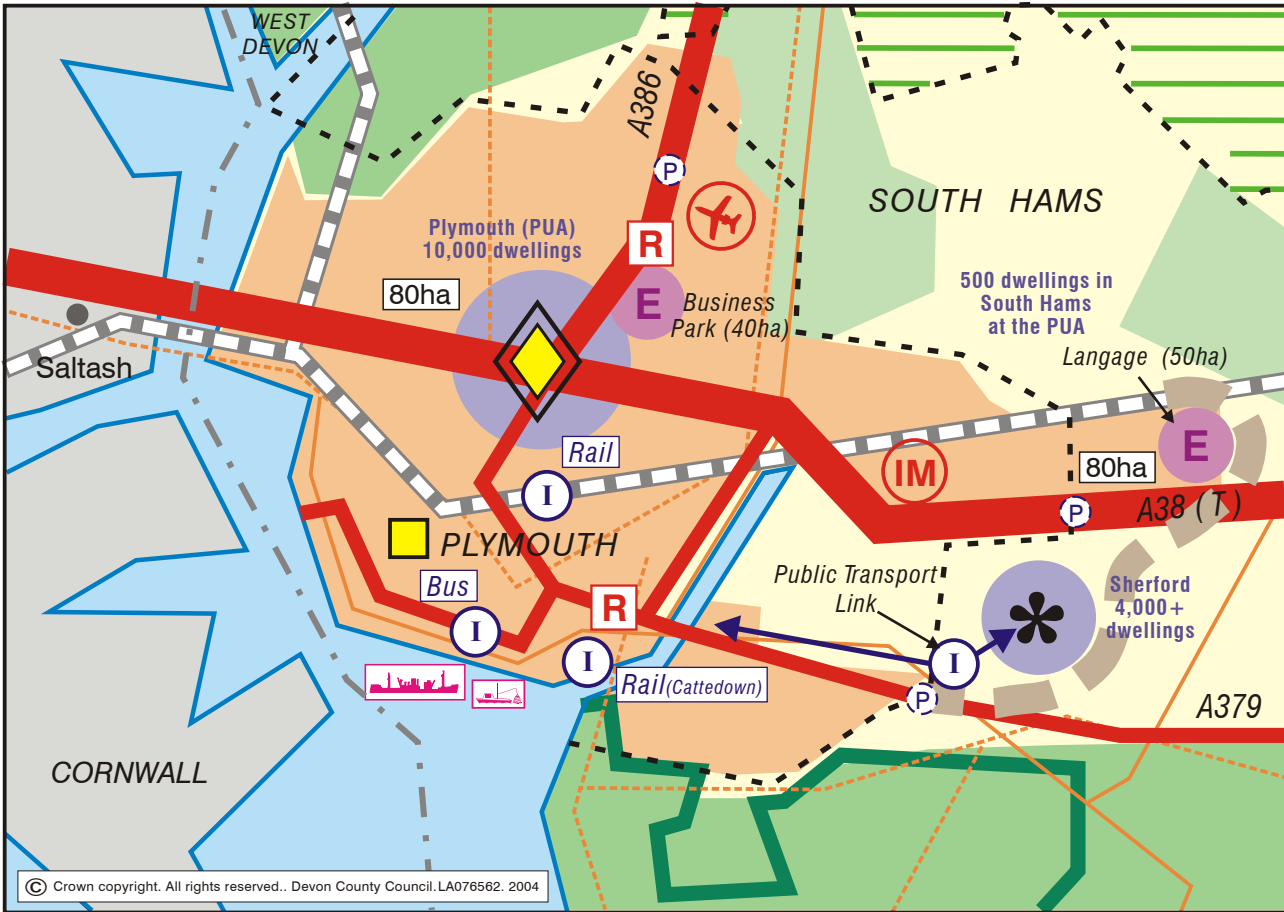 WEST
DEVON
A386
P
SOUTH HAMS
Plymouth (PUA)
10,000 dwellings
R
80ha
E
Business
Park (40ha)
500 dwellings in
South Hams
at the PUA
Langage (50ha)
Saltash
Rail
I
IM
80ha
E
P
A38 (T)
PLYMOUTH
Bus
I
R
Public Transport
Link
Sherford
4,000+
dwellings
I
I
Rail (Cattedown)
P
A379
CORNWALL
© Crown copyright. All rights reserved.. Devon County Council.LA076562. 2004